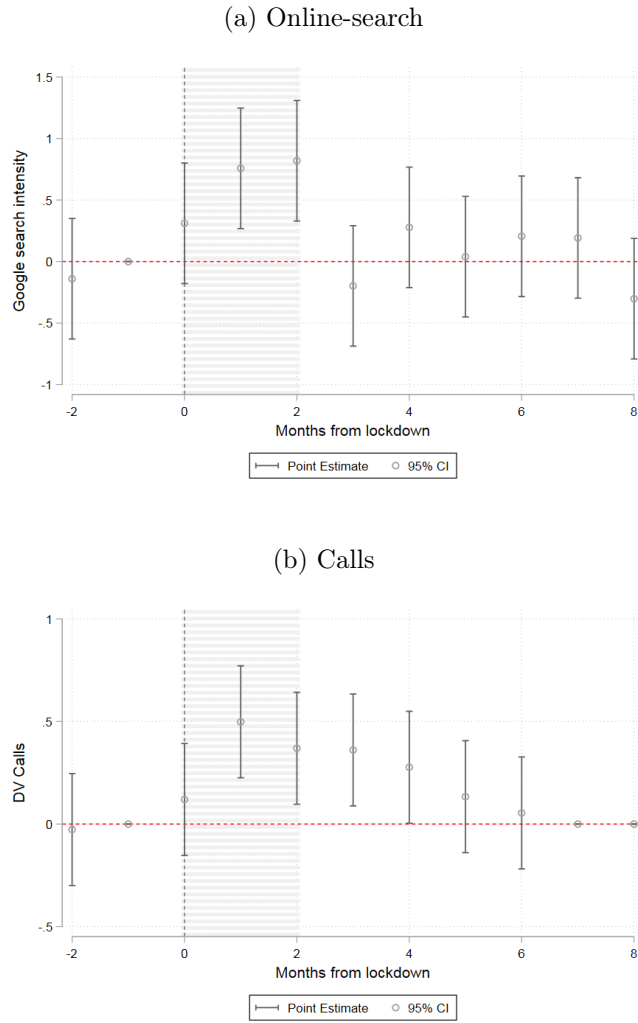 (a) Online-search
Google search intensity
1.5
1
.5
0
-.5
-1
-2
0
2
4
6
8
Months from lockdown
Point Estimate
95% CI
(b) Calls
DV Calls
1
.5
0
-.5
-2
0
2
4
6
8
Months from lockdown
Point Estimate
95% CI